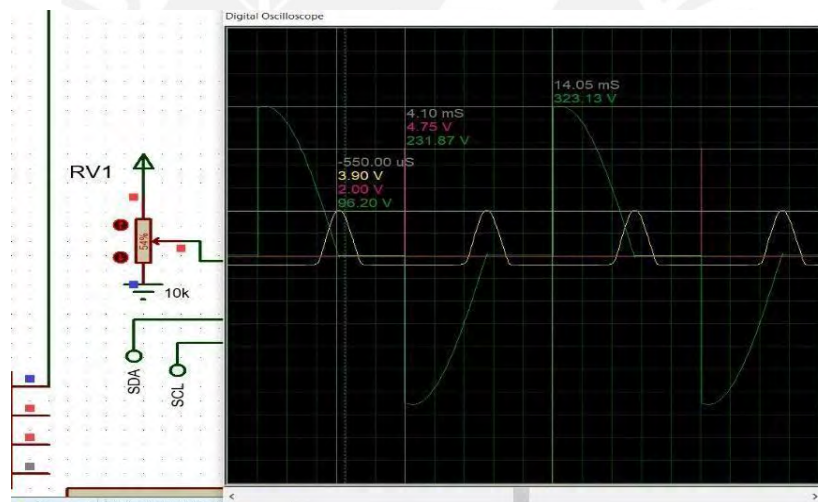 Digital Oscilloscope
14.05 mS
323.13 V
4.10 mS
4.75 V
231.87 V
-550.00 uS
3.90 V
2.00 V
96.20 V
RV1
54%
10k
SDA
SCL